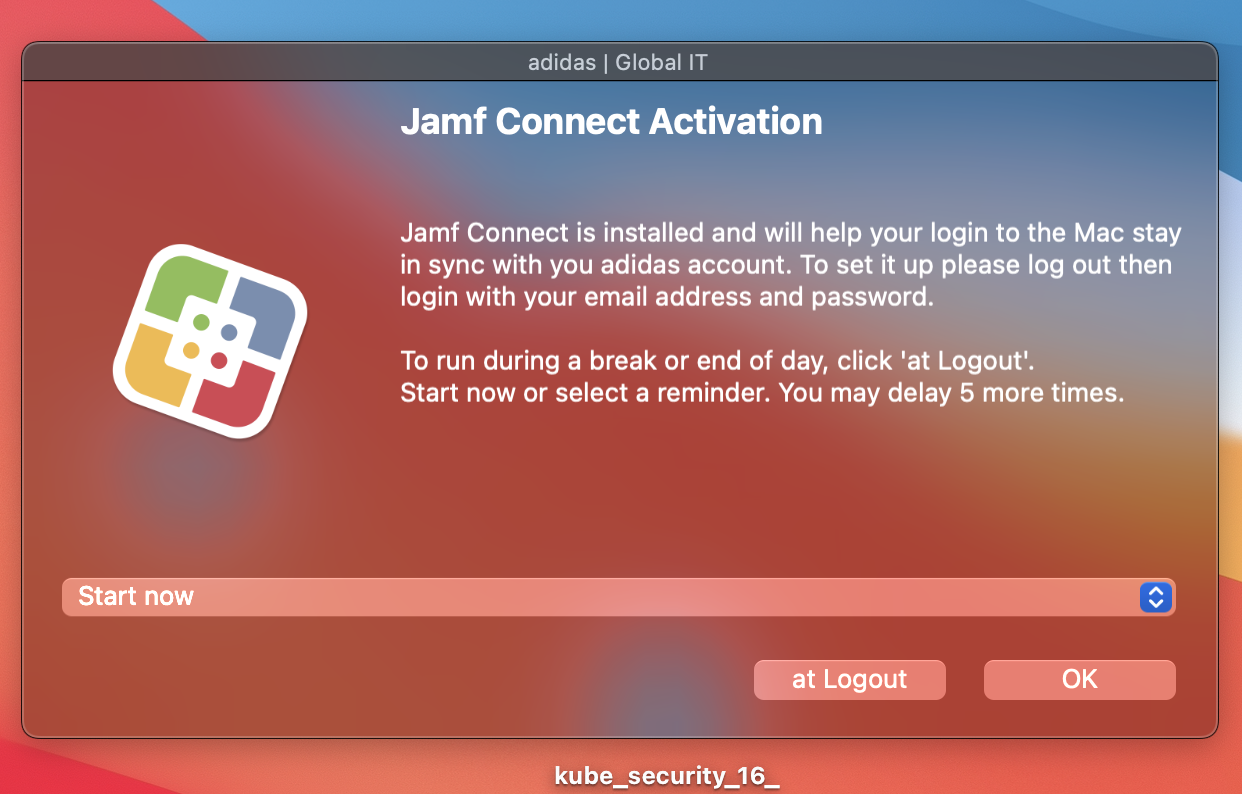 adidas | Global IT
Jamf Connect Activation
Jamf Connect is installed and will help your login to the Mac stay
in sync with you adidas account. To set it up please log out then
login with your email address and password.
To run during a break or end of day, click 'at Logout'.
Start now or select a reminder. You may delay 5 more times.
Start now
at Logout
OK
kube_security_16_